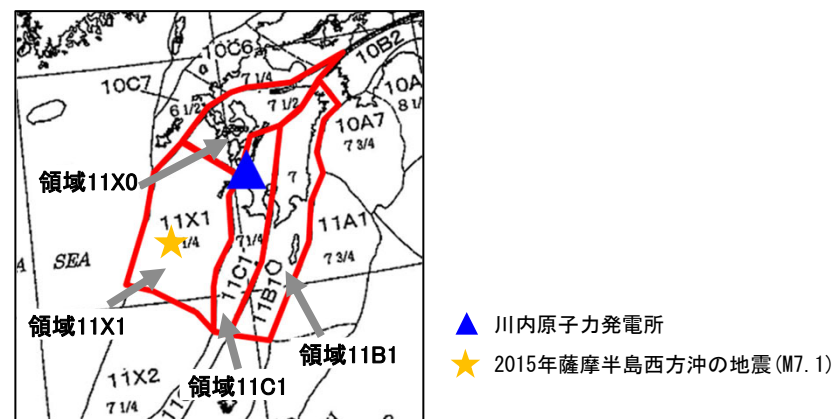 10C6
10B2
7 1/4
10C7
10A
6 1/2
7 1/2
8 1/
10A7
7 3/4
領域11X0
7
11X1
1/4
11A1
7 1/4
7 3/4
SEA
11C1
11B1
領域11X1
領域11B1
領域11C1
11X2
7 1/4
11
▲ 川内原子力発電所
★ 2015年薩摩半島西方沖の地震(M7.1)